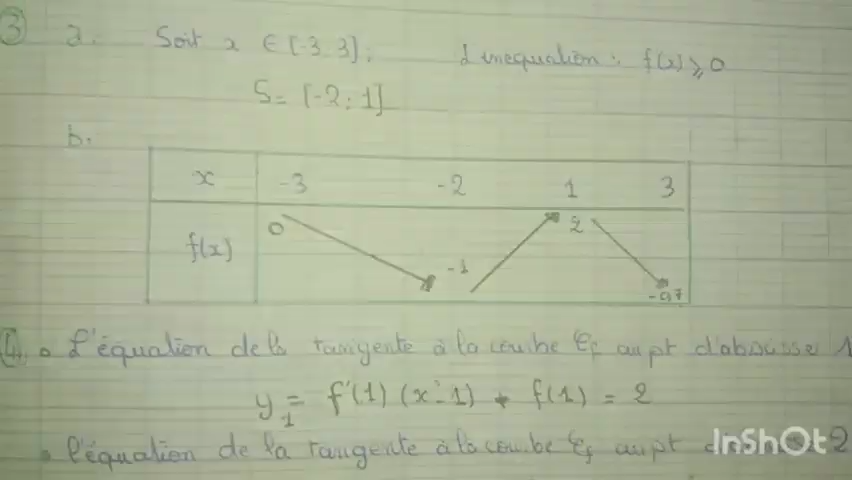 ③ a. Soit x ∈ [-3 3]; L'inequation: f(x) ⩾ 0
S = [-2; 1]
b.
x -3 -2 1 3
f(x) 0 -1 2 -0,7
④ • L'équation de la tangente à la courbe Cf au pt d'abscisse 1
y₁ = f'(1) (x-1) + f(1) = 2
• l'équation de la tangente à la courbe Cf au pt 2
InShOt